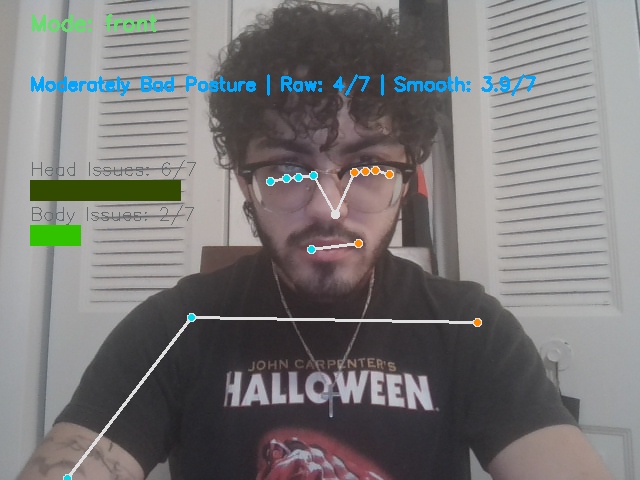 Mode: front
Moderately Bad Posture | Raw: 4/7 | Smooth: 3.9/7
Head Issues: 6/7
Body Issues: 2/7
JOHN CARPENTER'S
HALLOWEEN